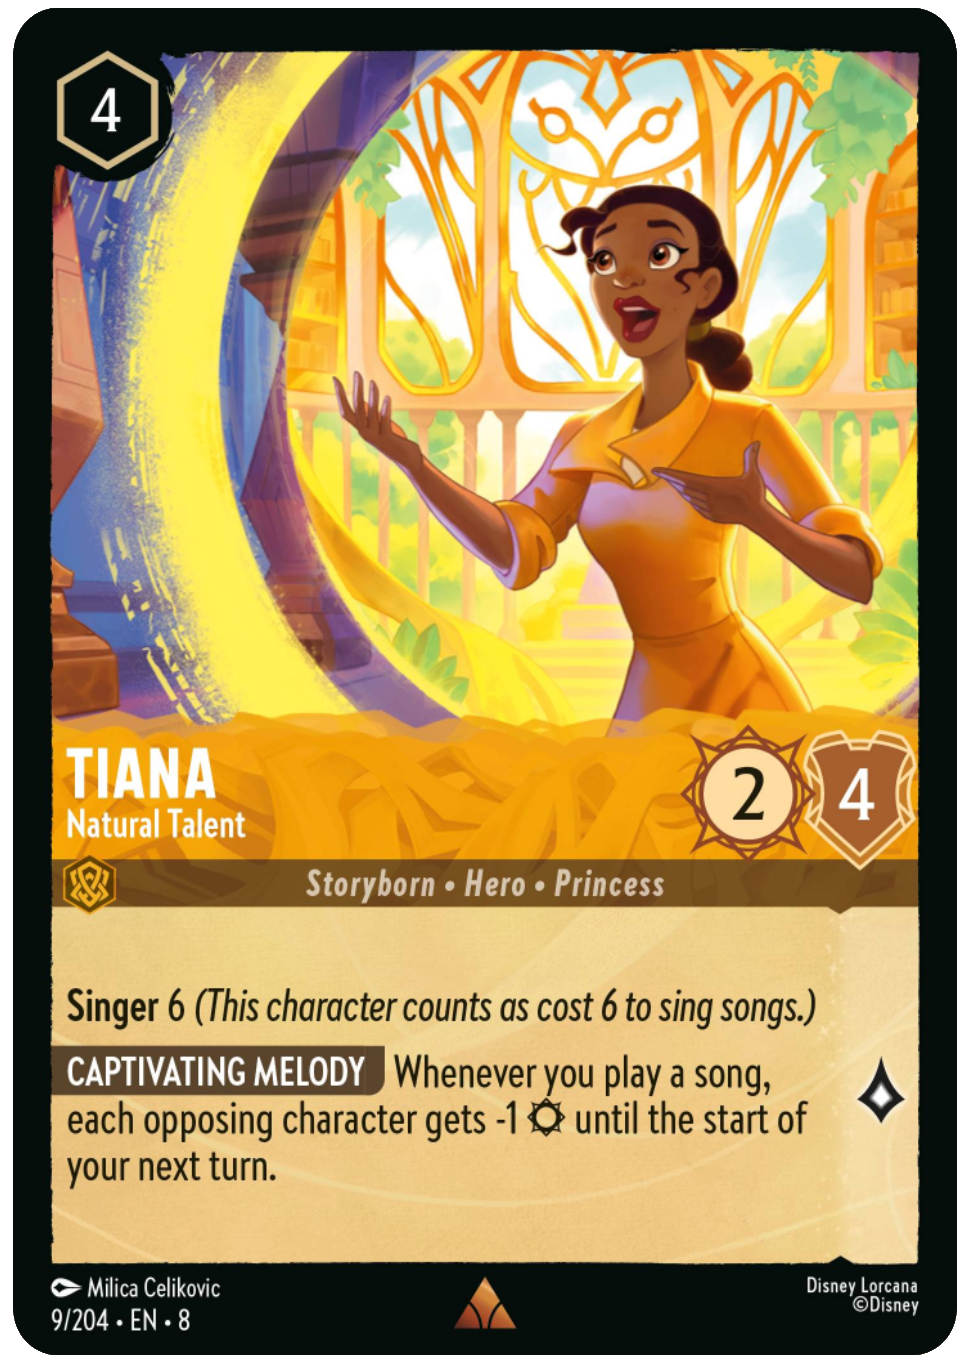 4
TIANA
Natural Talent
2
4
Storyborn • Hero • Princess
Singer 6 (This character counts as cost 6 to sing songs.)
CAPTIVATING MELODY Whenever you play a song,
each opposing character gets -1 until the start of
your next turn.
Milica Celikovic
9/204 • EN • 8
Disney Lorcana
©Disney